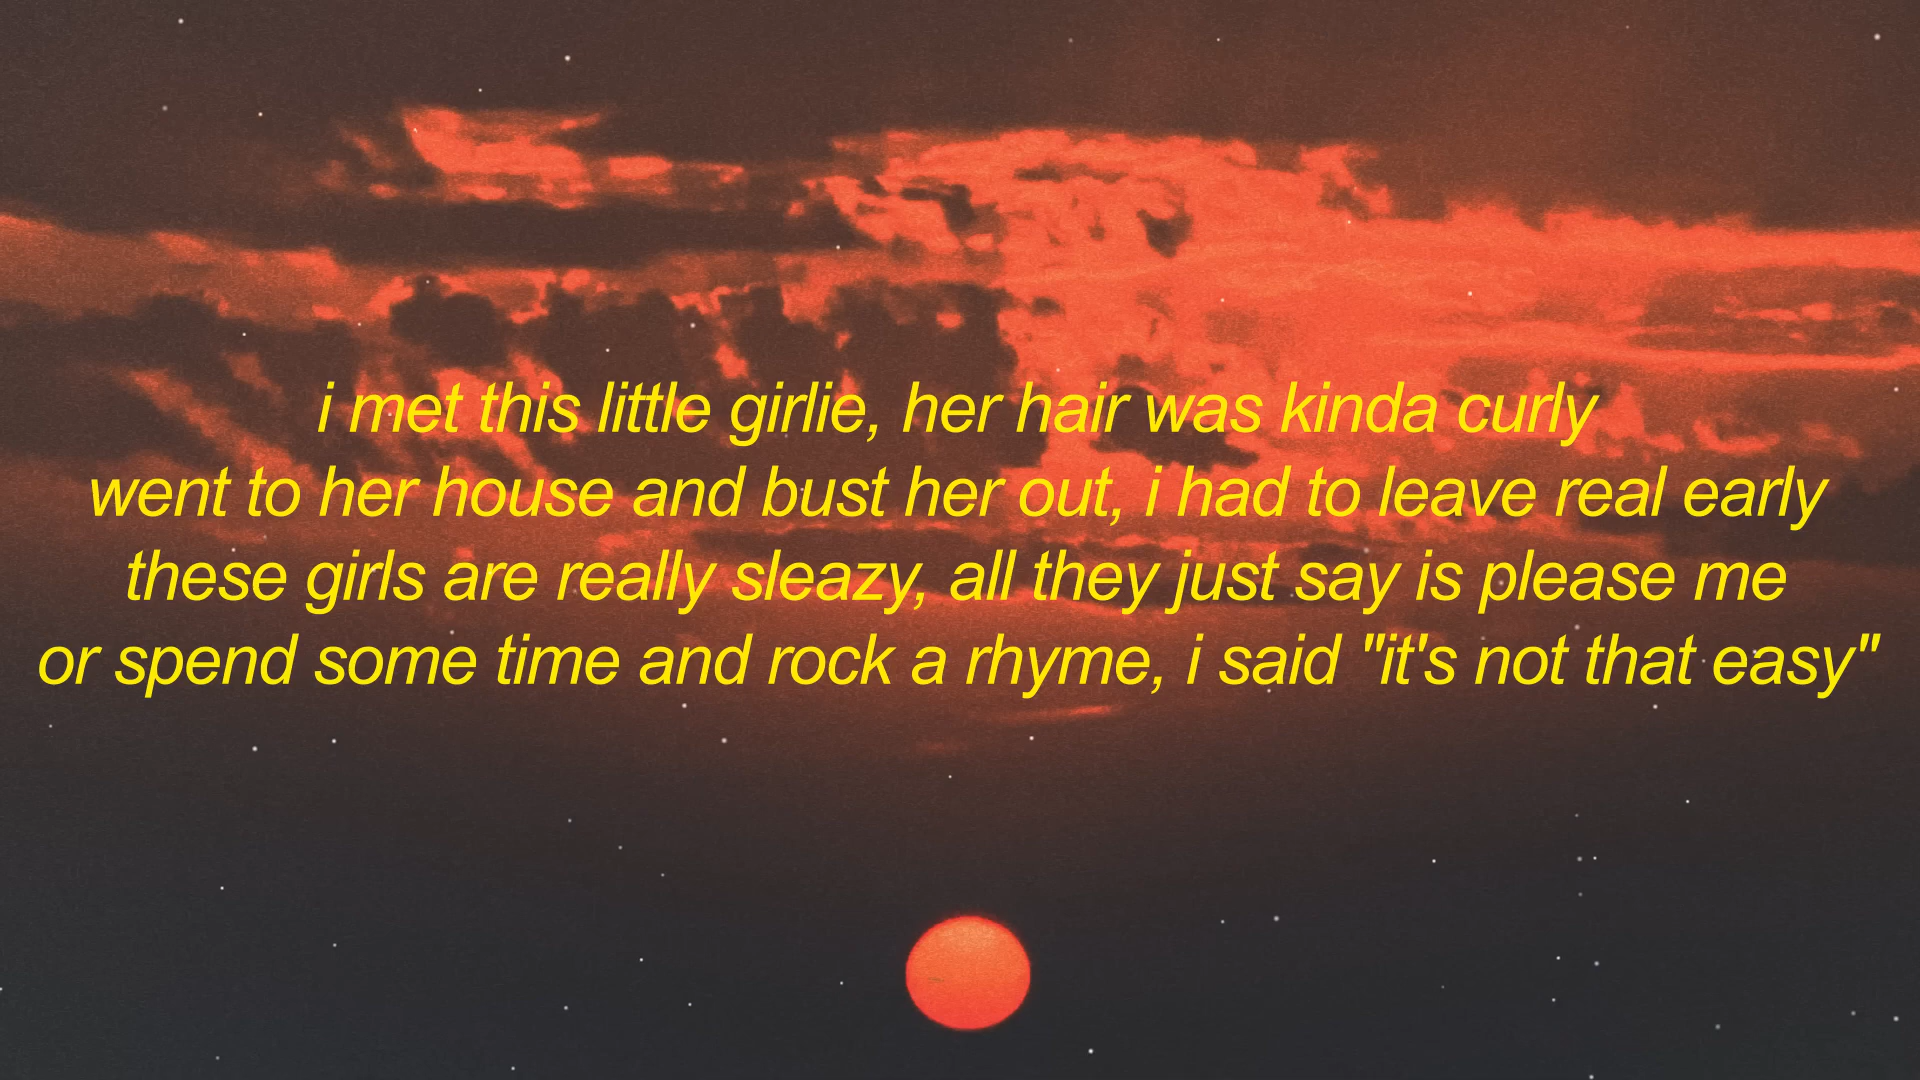 i met this little girlie, her hair was kinda curly
went to her house and bust her out, i had to leave real early
these girls are really sleazy, all they just say is please me
or spend some time and rock a rhyme, i said "it's not that easy"